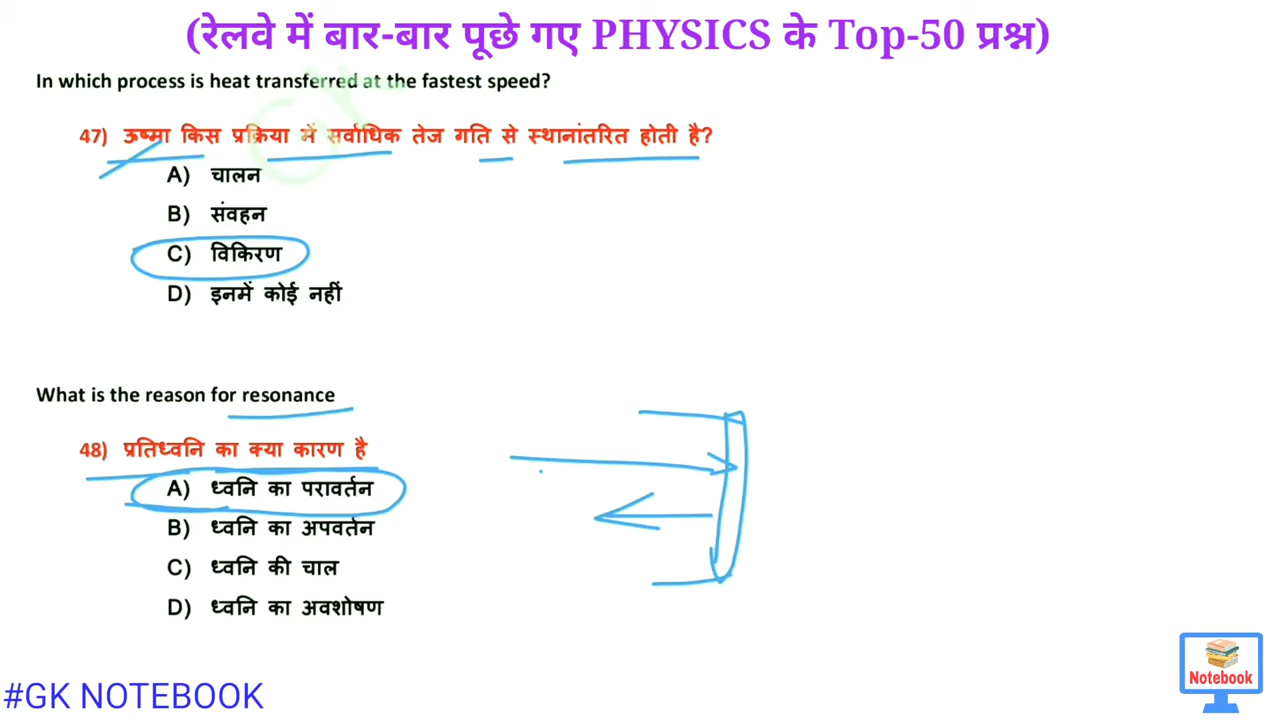 (रेलवे में बार-बार पूछे गए PHYSICS के Top-50 प्रश्न)
In which process is heat transferred at the fastest speed?
47) ऊष्मा किस प्रक्रिया में सर्वाधिक तेज गति से स्थानांतरित होती है?
A) चालन
B) संवहन
C) विकिरण
D) इनमें कोई नहीं
What is the reason for resonance
48) प्रतिध्वनि का क्या कारण है
A) ध्वनि का परावर्तन
B) ध्वनि का अपवर्तन
C) ध्वनि की चाल
D) ध्वनि का अवशोषण
#GK NOTEBOOK
Notebook